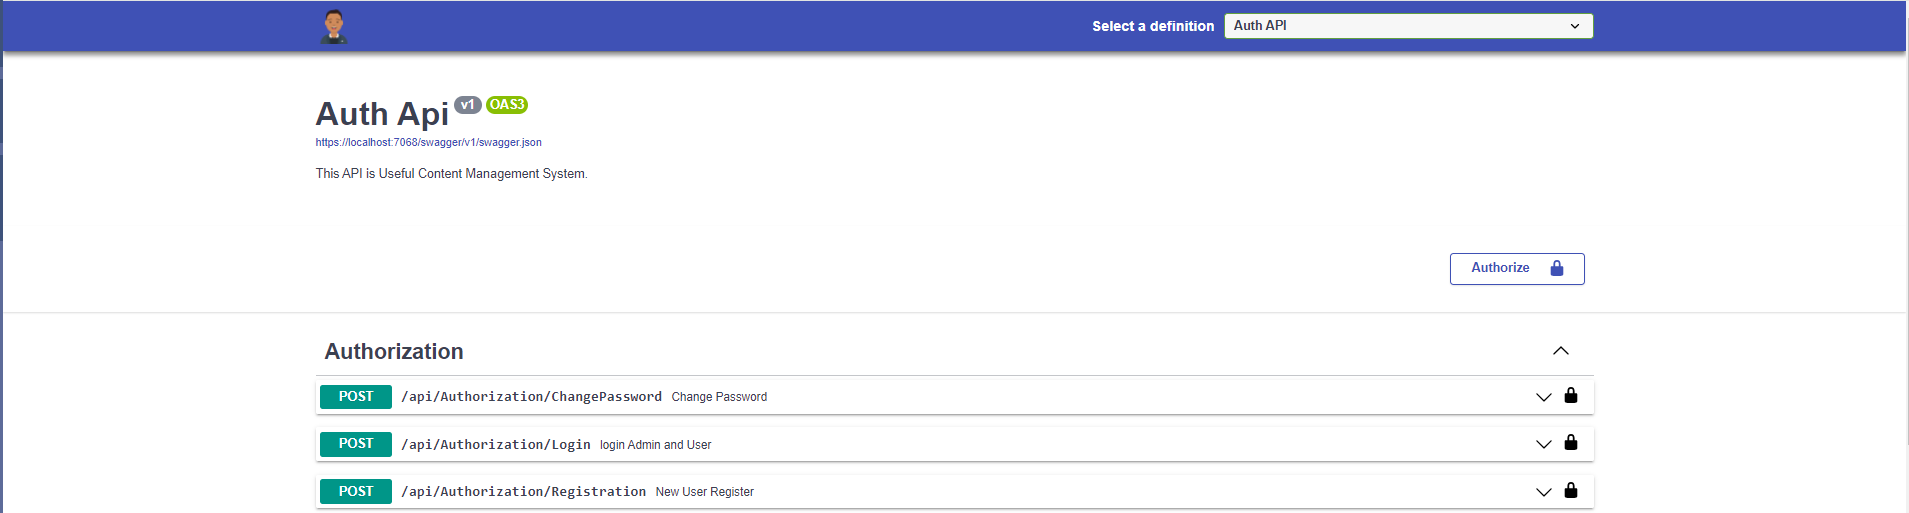 Select a definition Auth API
Auth Api v1 OAS3
https://localhost:7068/swagger/v1/swagger.json
This API is Useful Content Management System.
Authorize
Authorization
POST /api/Authorization/ChangePassword Change Password
POST /api/Authorization/Login login Admin and User
POST /api/Authorization/Registration New User Register